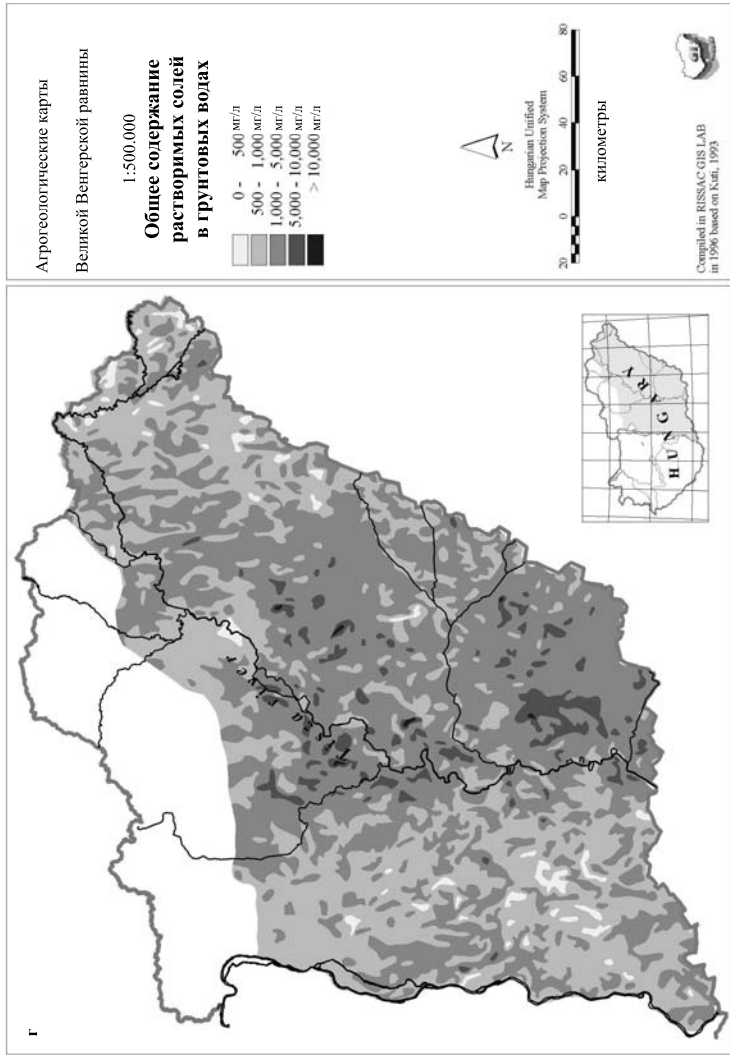 г
Tisza River
HUNGARY
Агрогеологические карты
Великой Венгерской равнины
1:500.000
Общее содержание
растворимых солей
в грунтовых водах
0 - 500 мг/л
500 - 1,000 мг/л
1,000 - 5,000 мг/л
5,000 - 10,000 мг/л
> 10,000 мг/л
N
Hungarian Unified
Map Projection System
20 0 20 40 60 80
километры
Compiled in RISSAC GIS LAB
in 1996 based on Kuti, 1993